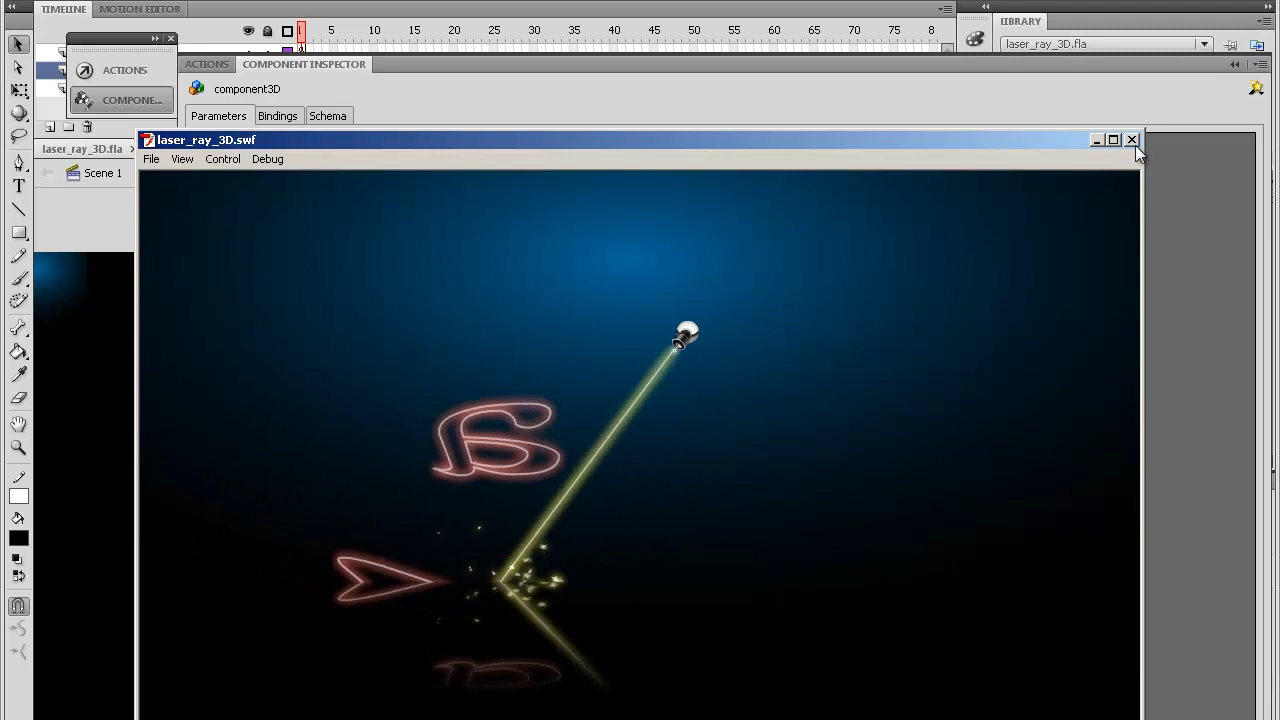 TIMELINE MOTION EDITOR
5 10 15 20 25 30 35 40 45 50 55 60 65 70 75 8
LIBRARY
laser_ray_3D.fla
ACTIONS
COMPONE...
ACTIONS COMPONENT INSPECTOR
component3D
Parameters Bindings Schema
laser_ray_3D.fla
Scene 1
T
laser_ray_3D.swf
File View Control Debug
a